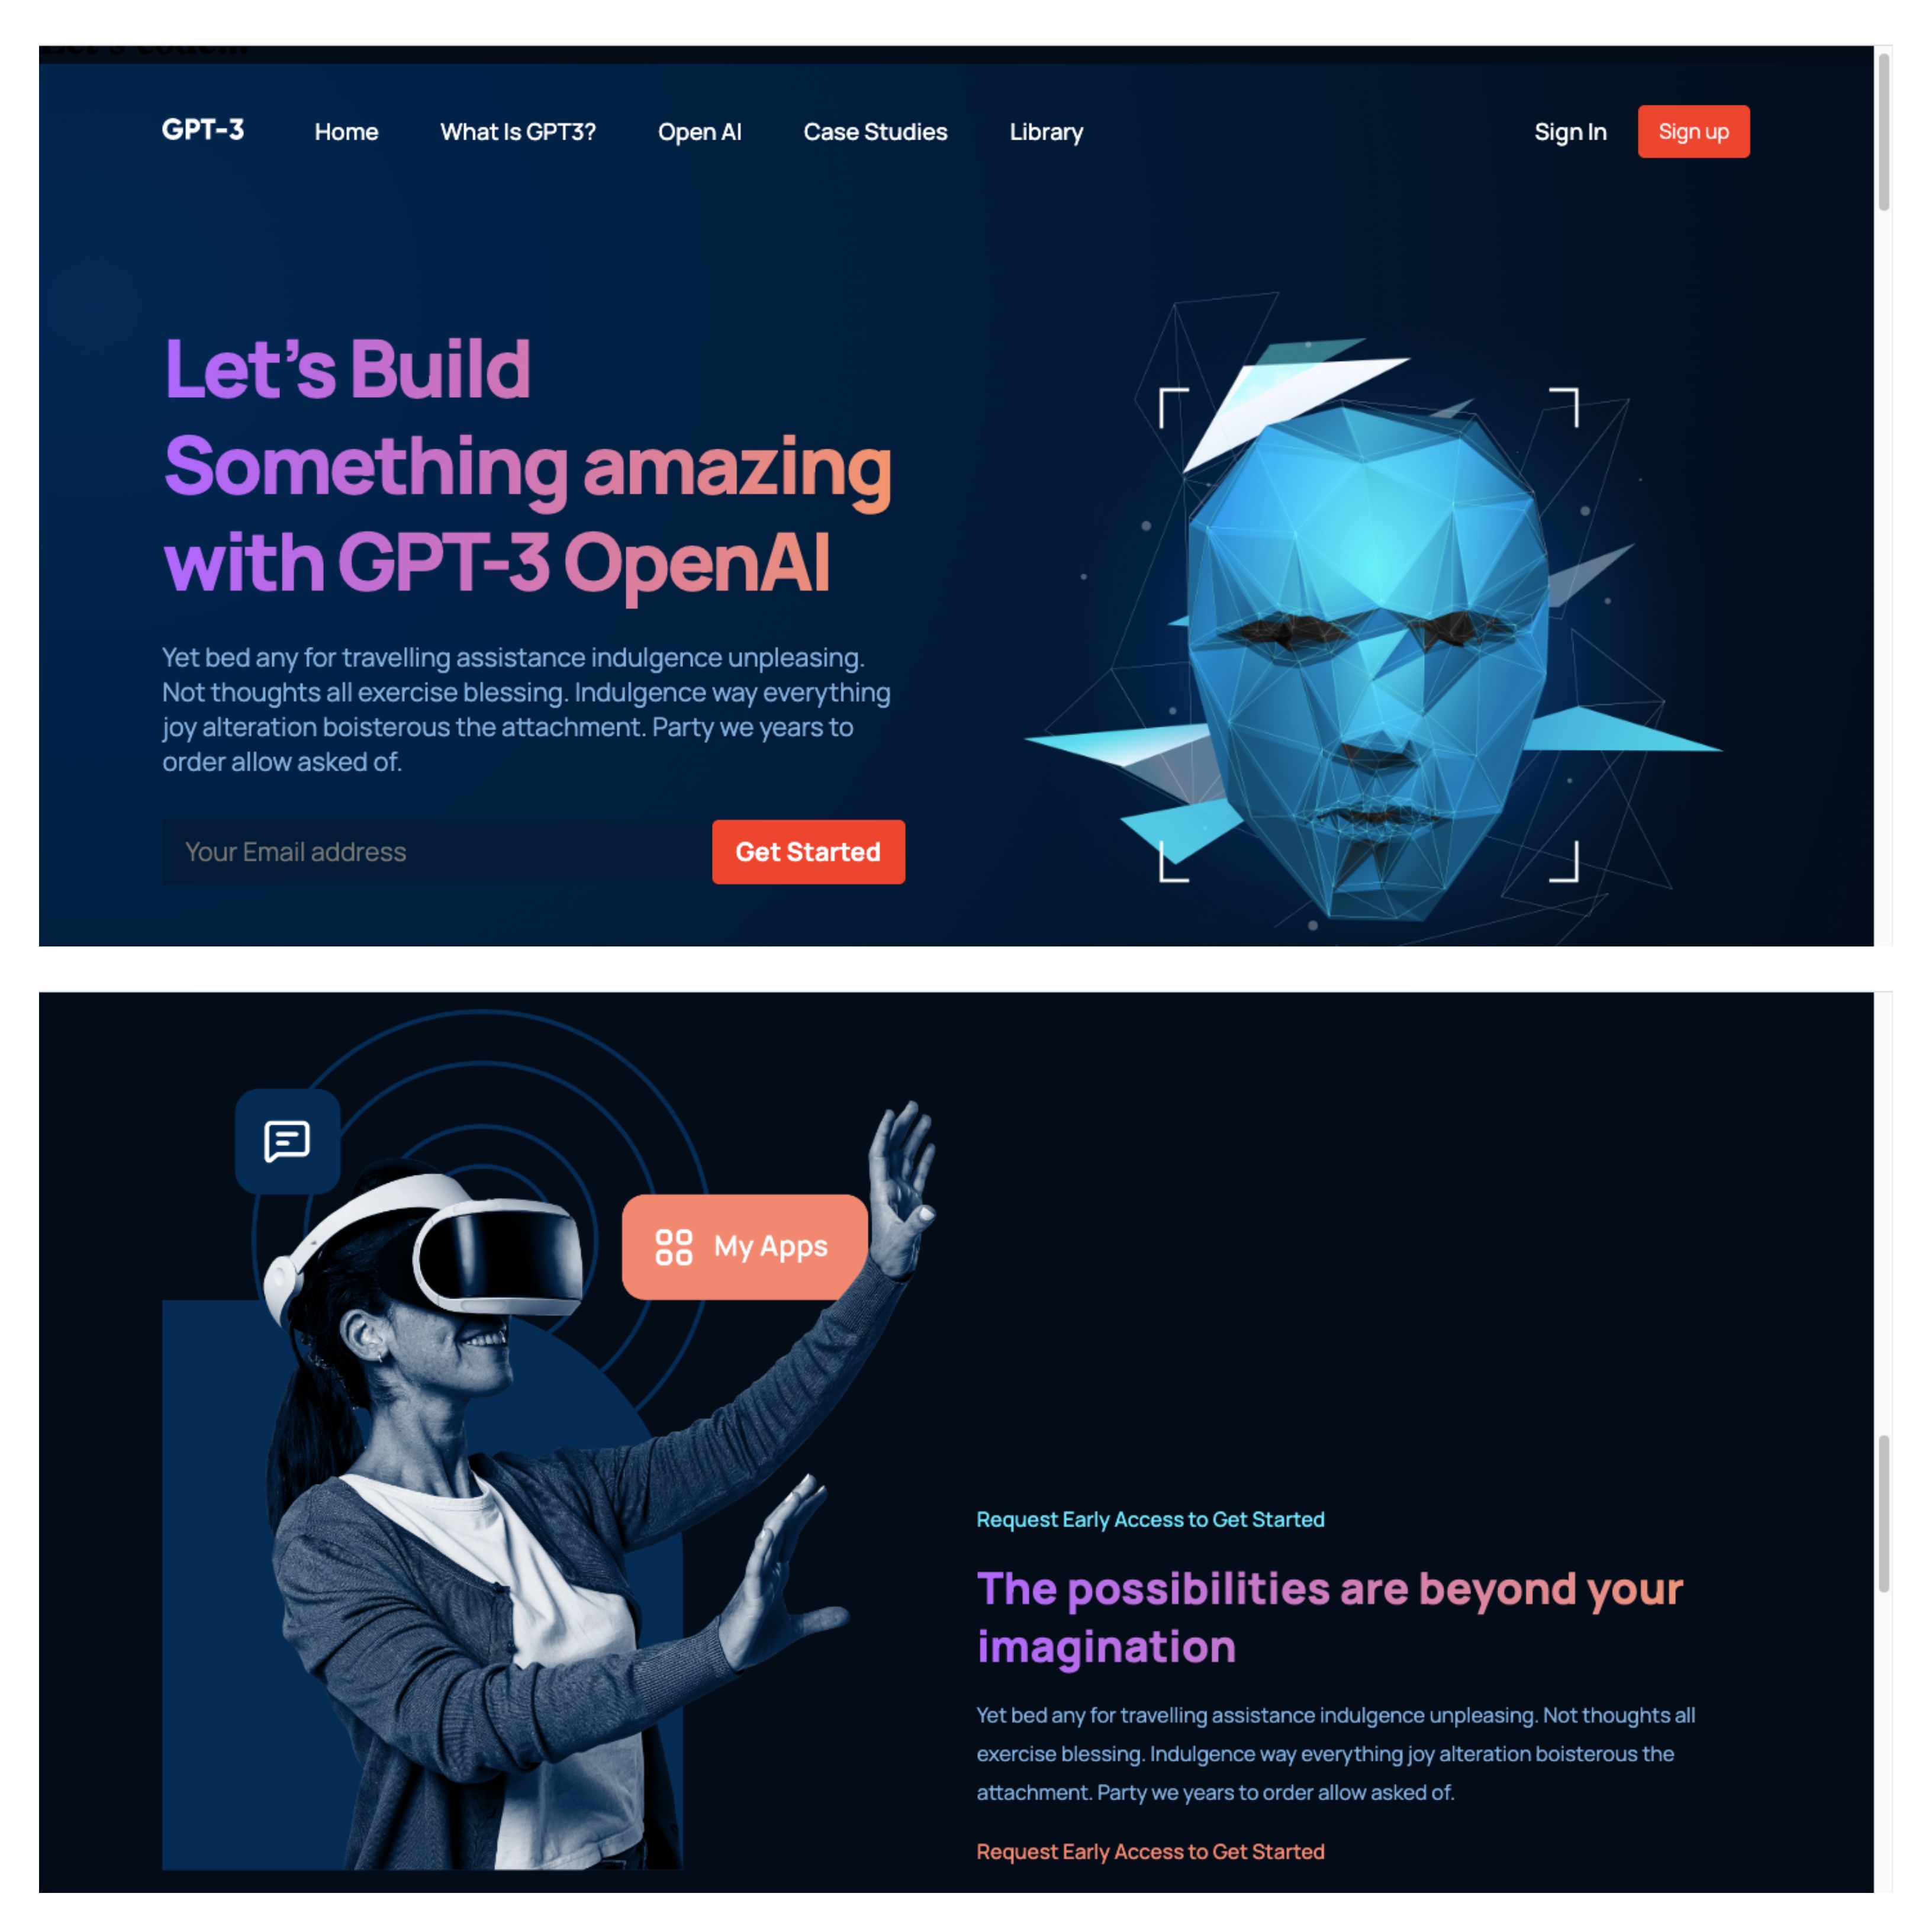 GPT-3
Home
What Is GPT3?
Open AI
Case Studies
Library
Sign In
Sign up
Let’s Build
Something amazing
with GPT-3 OpenAI
Yet bed any for travelling assistance indulgence unpleasing.
Not thoughts all exercise blessing. Indulgence way everything
joy alteration boisterous the attachment. Party we years to
order allow asked of.
Your Email address
Get Started
My Apps
Request Early Access to Get Started
The possibilities are beyond your
imagination
Yet bed any for travelling assistance indulgence unpleasing. Not thoughts all
exercise blessing. Indulgence way everything joy alteration boisterous the
attachment. Party we years to order allow asked of.
Request Early Access to Get Started